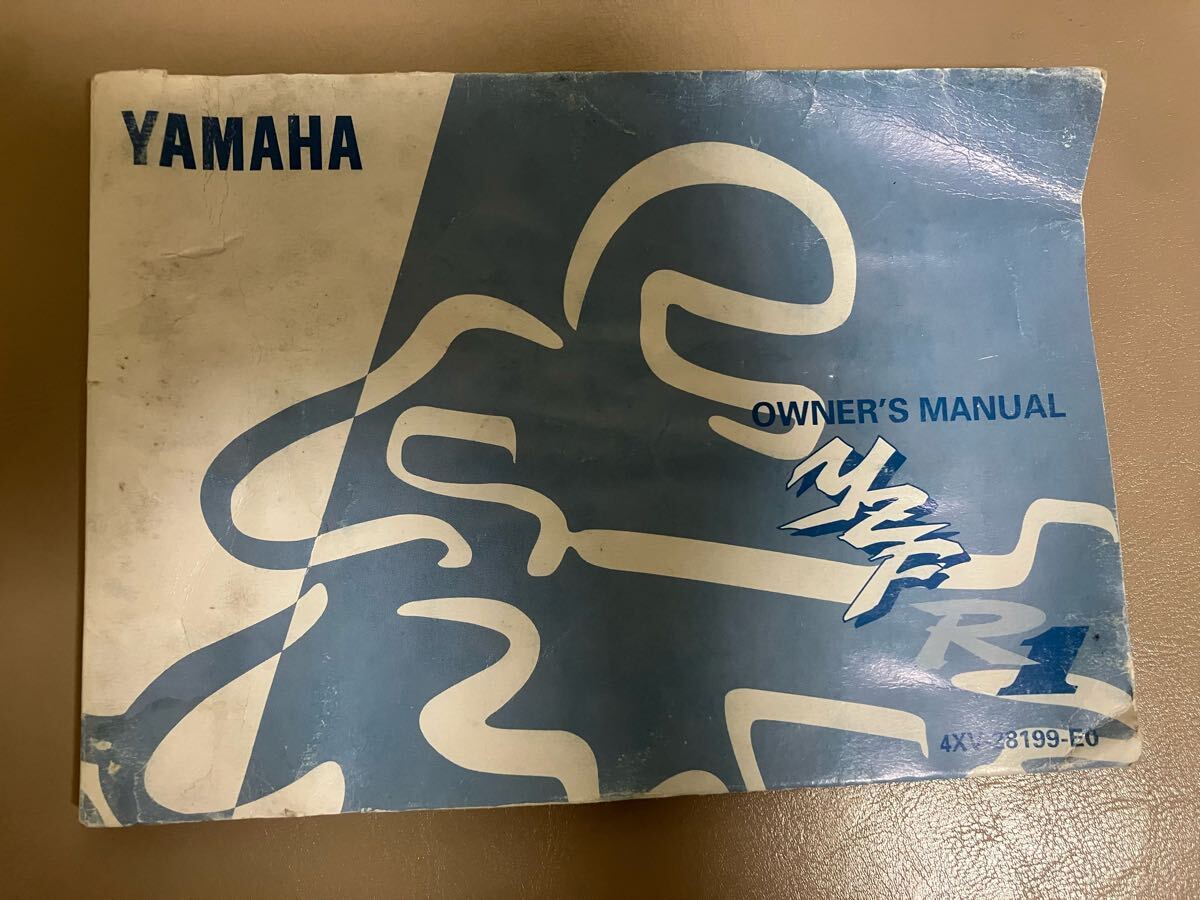 YAMAHA
OWNER'S MANUAL
YZF
R1
4XV-28199-E0